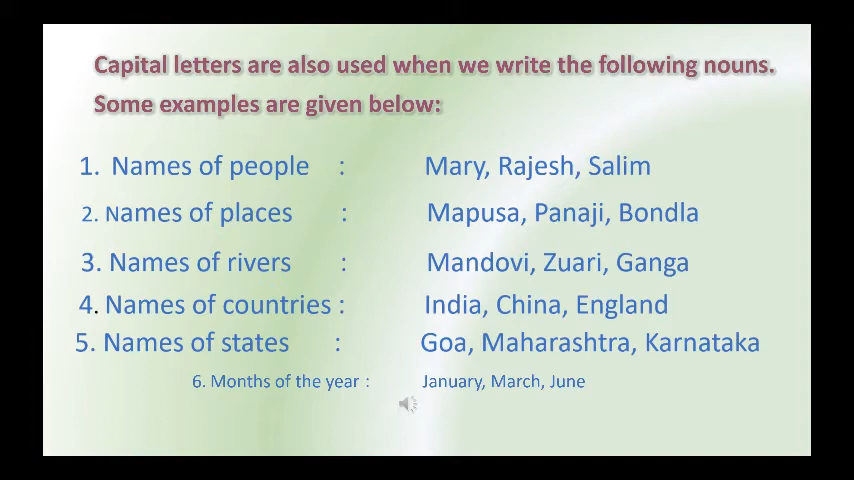 Capital letters are also used when we write the following nouns.
Some examples are given below:
1. Names of people : Mary, Rajesh, Salim
2. Names of places : Mapusa, Panaji, Bondla
3. Names of rivers : Mandovi, Zuari, Ganga
4. Names of countries : India, China, England
5. Names of states : Goa, Maharashtra, Karnataka
6. Months of the year : January, March, June